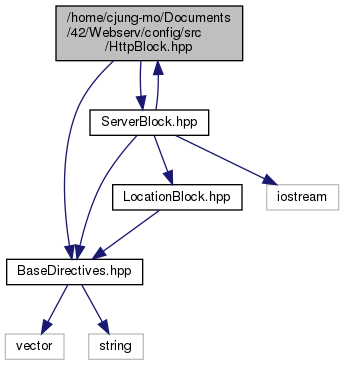 /home/cjung-mo/Documents
/42/Webserv/config/src
/HttpBlock.hpp
ServerBlock.hpp
LocationBlock.hpp
iostream
BaseDirectives.hpp
vector
string